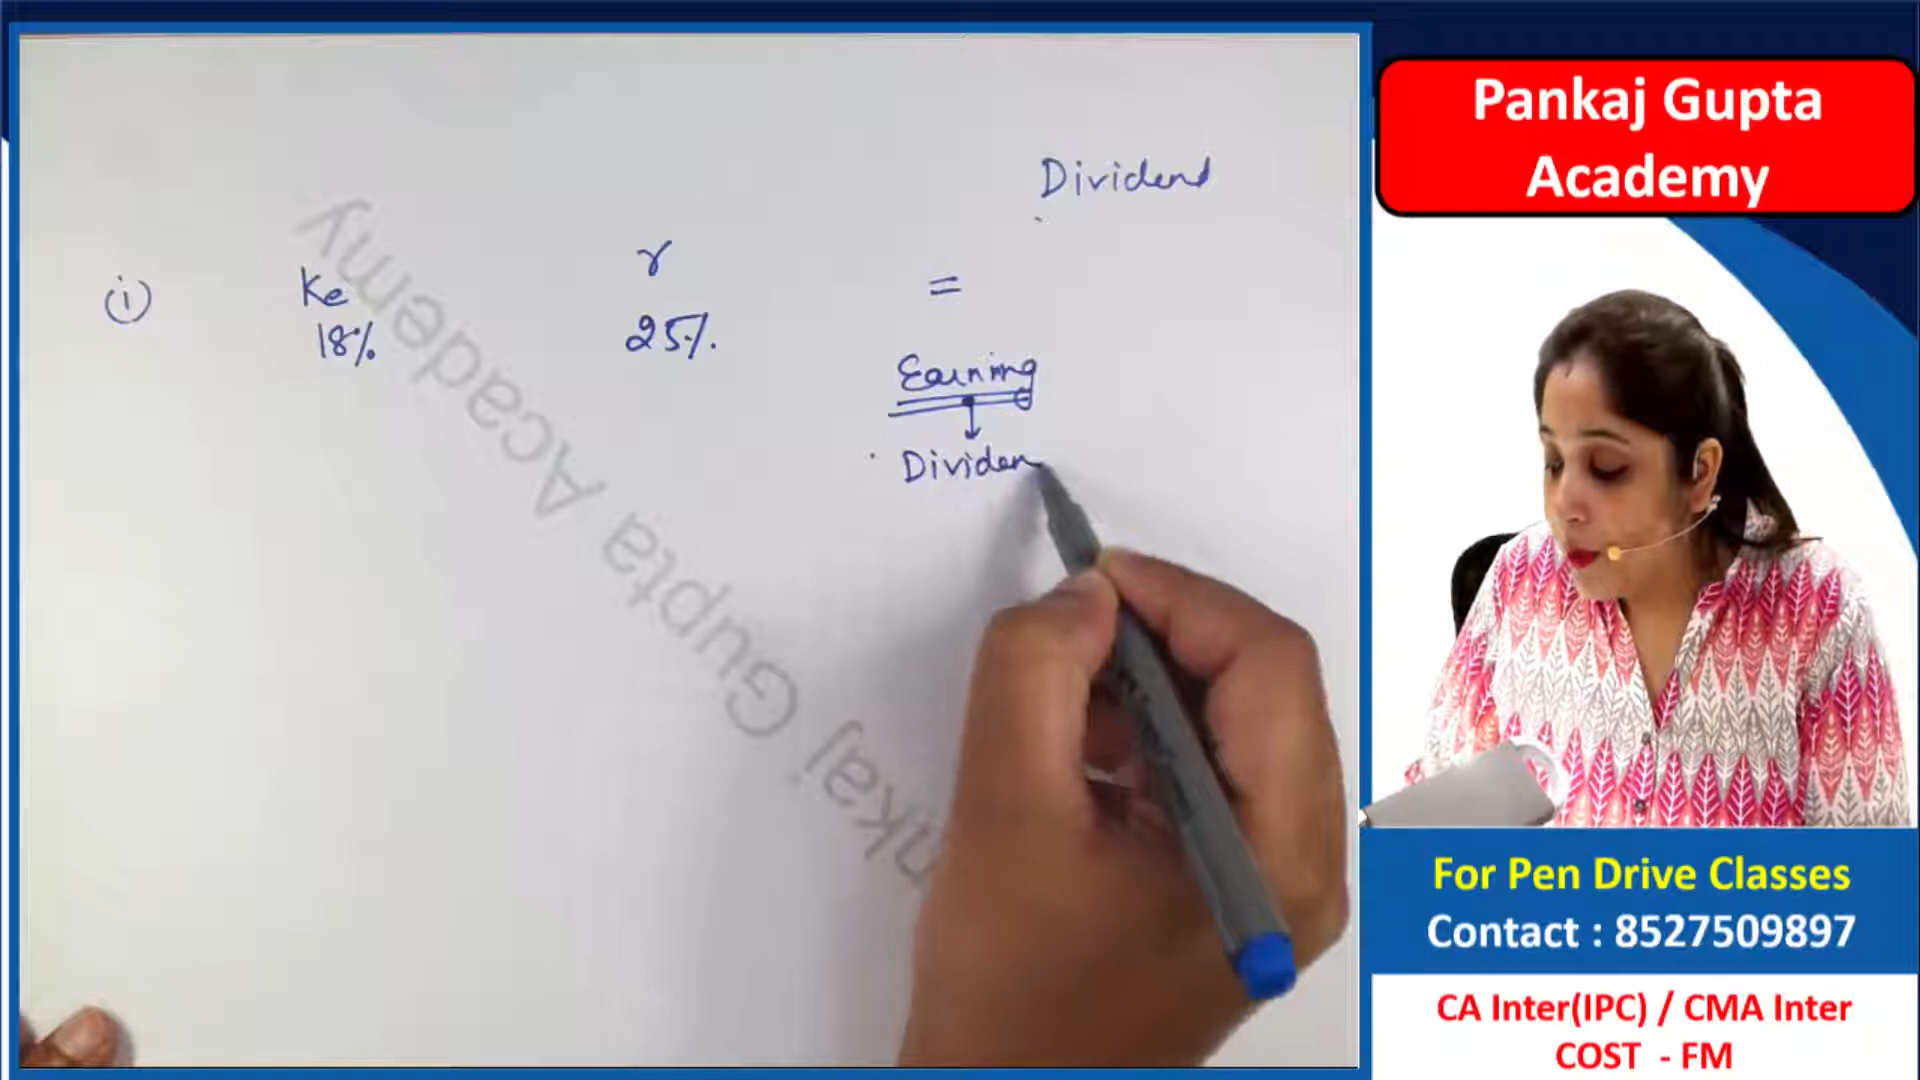 Dividend
(i) Ke r =
18% 25%.
Earning
Dividen
Pankaj Gupta Academy
Pankaj Gupta
Academy
For Pen Drive Classes
Contact : 8527509897
CA Inter(IPC) / CMA Inter
COST - FM